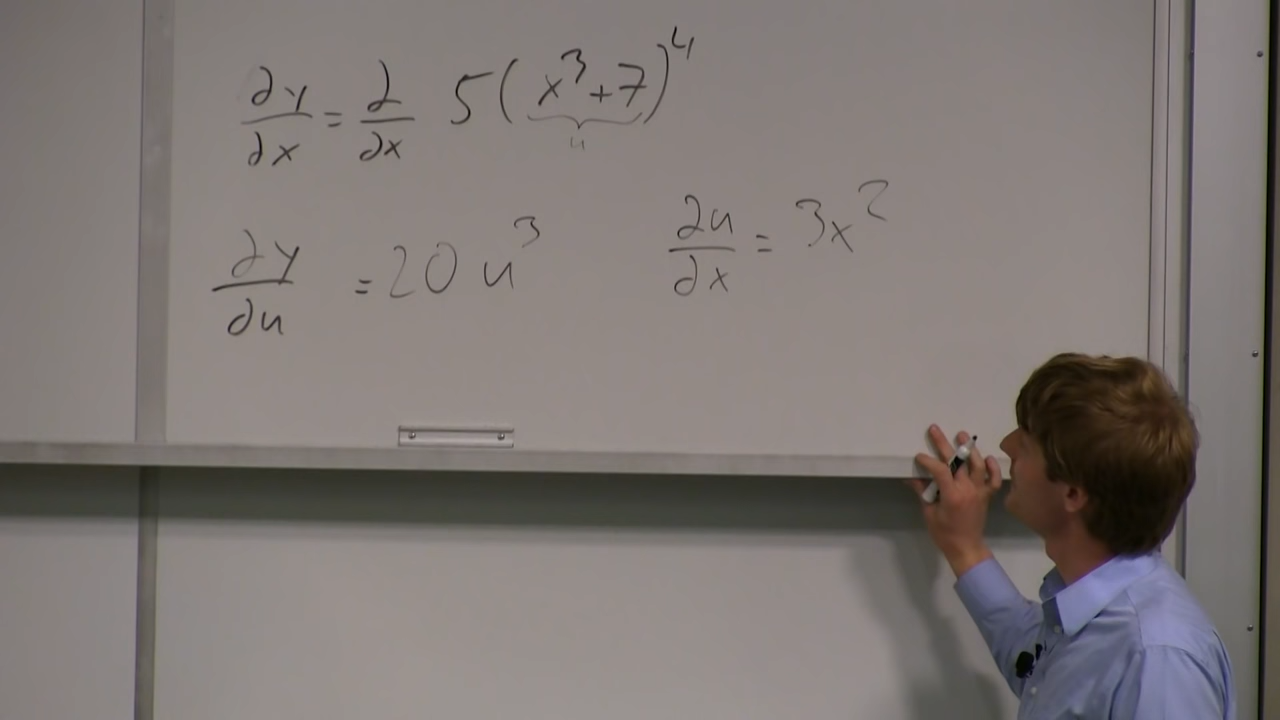 ∂y/∂x = ∂/∂x 5(x³+7)⁴
u
∂y/∂u = 20u³ ∂u/∂x = 3x²